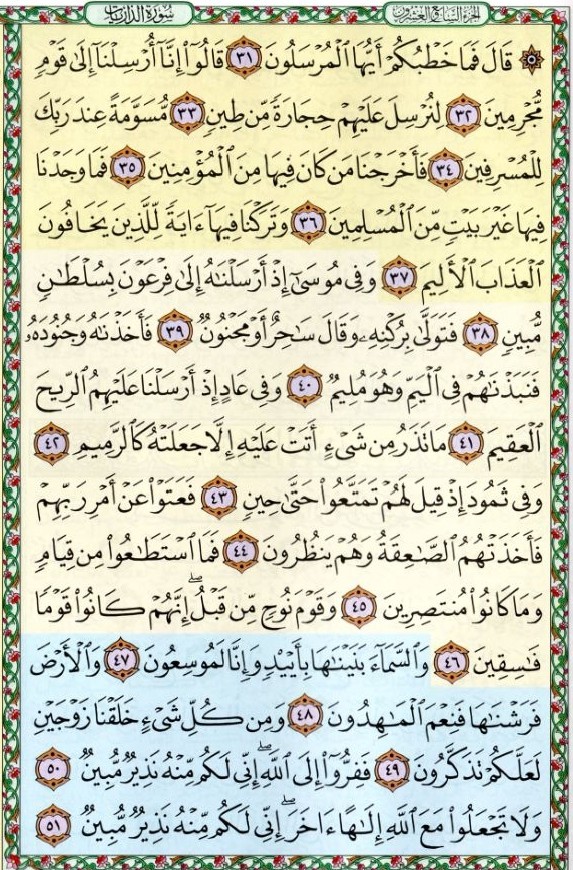 سورة الذاريات
الجزء السابع والعشرون
۞ قَالَ فَمَا خَطْبُكُمْ أَيُّهَا ٱلْمُرْسَلُونَ ٣١ قَالُوٓا۟ إِنَّآ أُرْسِلْنَآ إِلَىٰ قَوْمٍ
مُّجْرِمِينَ ٣٢ لِنُرْسِلَ عَلَيْهِمْ حِجَارَةً مِّن طِينٍ ٣٣ مُّسَوَّمَةً عِندَ رَبِّكَ
لِلْمُسْرِفِينَ ٣٤ فَأَخْرَجْنَا مَن كَانَ فِيهَا مِنَ ٱلْمُؤْمِنِينَ ٣٥ فَمَا وَجَدْنَا
فِيهَا غَيْرَ بَيْتٍ مِّنَ ٱلْمُسْلِمِينَ ٣٦ وَتَرَكْنَا فِيهَآ ءَايَةً لِّلَّذِينَ يَخَافُونَ
ٱلْعَذَابَ ٱلْأَلِيمَ ٣٧ وَفِى مُوسَىٰٓ إِذْ أَرْسَلْنَٰهُ إِلَىٰ فِرْعَوْنَ بِسُلْطَٰنٍ
مُّبِينٍ ٣٨ فَتَوَلَّىٰ بِرُكْنِهِۦ وَقَالَ سَٰحِرٌ أَوْ مَجْنُونٌ ٣٩ فَأَخَذْنَٰهُ وَجُنُودَهُۥ
فَنَبَذْنَٰهُمْ فِى ٱلْيَمِّ وَهُوَ مُلِيمٌ ٤٠ وَفِى عَادٍ إِذْ أَرْسَلْنَا عَلَيْهِمُ ٱلرِّيحَ
ٱلْعَقِيمَ ٤١ مَا تَذَرُ مِن شَىْءٍ أَتَتْ عَلَيْهِ إِلَّا جَعَلَتْهُ كَٱلرَّمِيمِ ٤٢
وَفِى ثَمُودَ إِذْ قِيلَ لَهُمْ تَمَتَّعُوا۟ حَتَّىٰ حِينٍ ٤٣ فَعَتَوْا۟ عَنْ أَمْرِ رَبِّهِمْ
فَأَخَذَتْهُمُ ٱلصَّٰعِقَةُ وَهُمْ يَنظُرُونَ ٤٤ فَمَا ٱسْتَطَٰعُوا۟ مِن قِيَامٍ
وَمَا كَانُوا۟ مُنتَصِرِينَ ٤٥ وَقَوْمَ نُوحٍ مِّن قَبْلُ ۖ إِنَّهُمْ كَانُوا۟ قَوْمًا
فَٰسِقِينَ ٤٦ وَٱلسَّمَآءَ بَنَيْنَٰهَا بِأَيْي۟دٍ وَإِنَّا لَمُوسِعُونَ ٤٧ وَٱلْأَرْضَ
فَرَشْنَٰهَا فَنِعْمَ ٱلْمَٰهِدُونَ ٤٨ وَمِن كُلِّ شَىْءٍ خَلَقْنَا زَوْجَيْنِ
لَعَلَّكُمْ تَذَكَّرُونَ ٤٩ فَفِرُّوٓا۟ إِلَى ٱللَّهِ ۖ إِنِّى لَكُم مِّنْهُ نَذِيرٌ مُّبِينٌ ٥٠
وَلَا تَجْعَلُوا۟ مَعَ ٱللَّهِ إِلَٰهًا ءَاخَرَ ۖ إِنِّى لَكُم مِّنْهُ نَذِيرٌ مُّبِينٌ ٥١